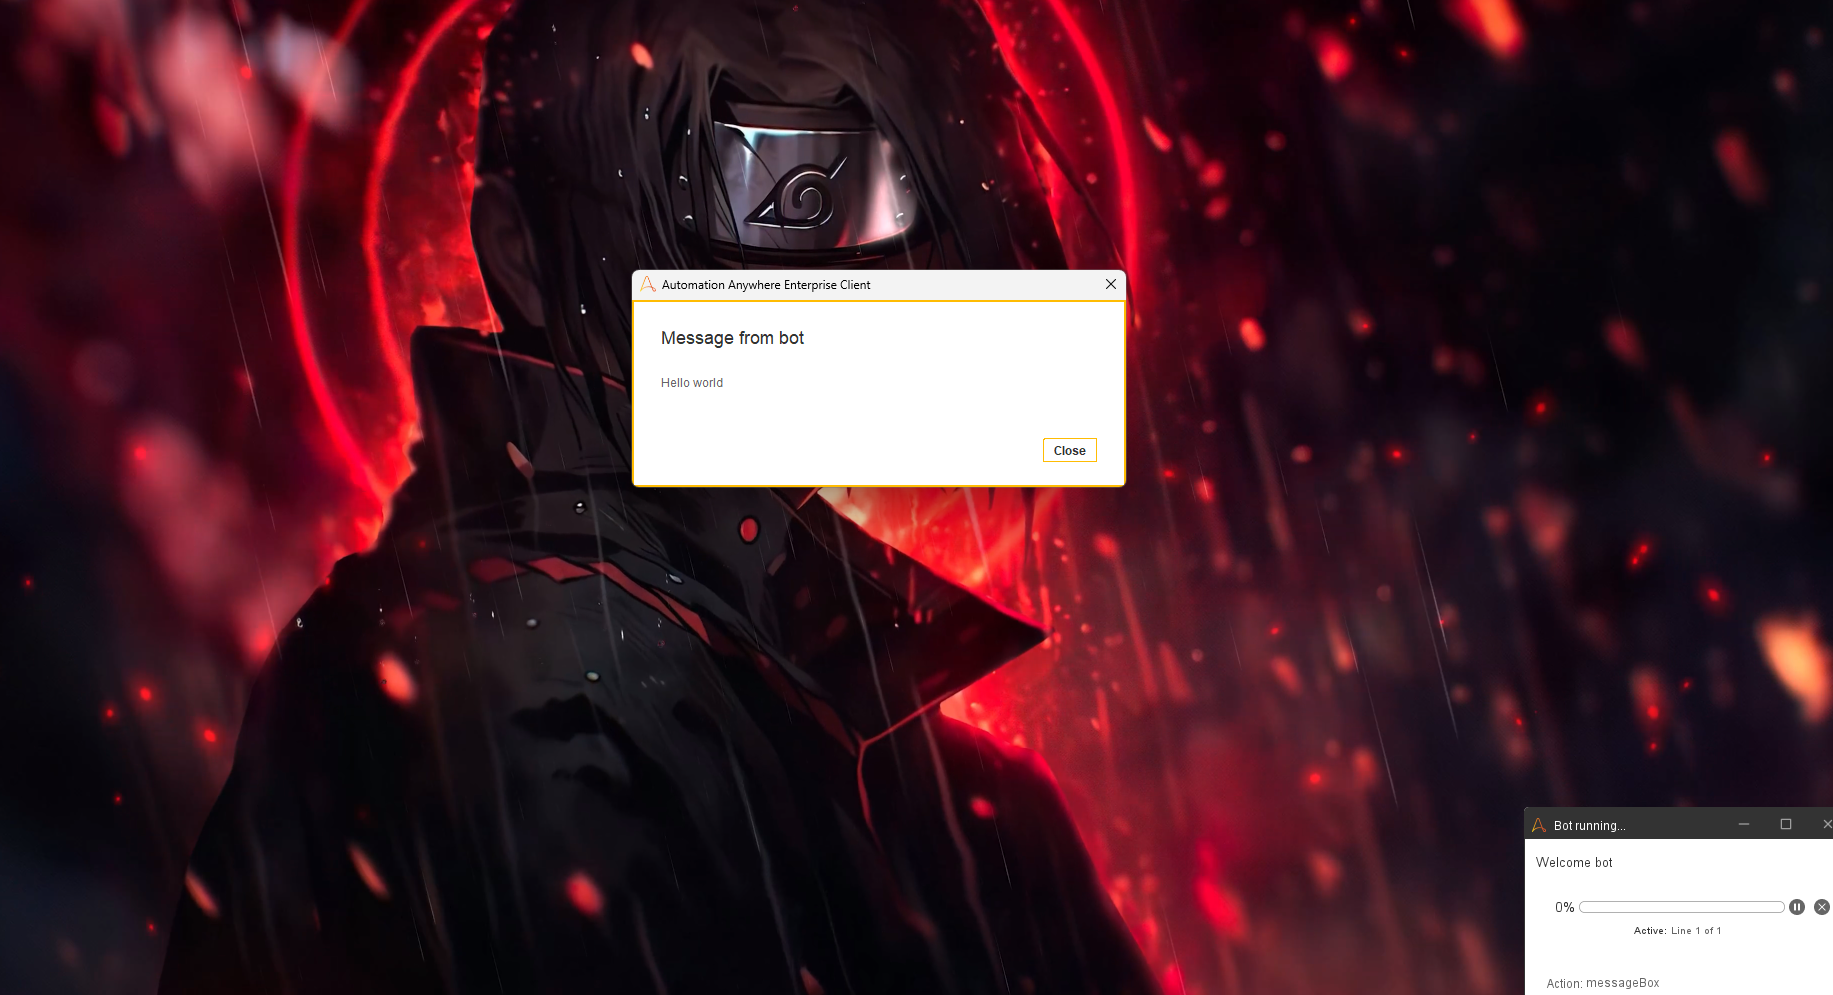 Automation Anywhere Enterprise Client
Message from bot
Hello world
Close
Bot running...
Welcome bot
0%
Active: Line 1 of 1
Action: messageBox